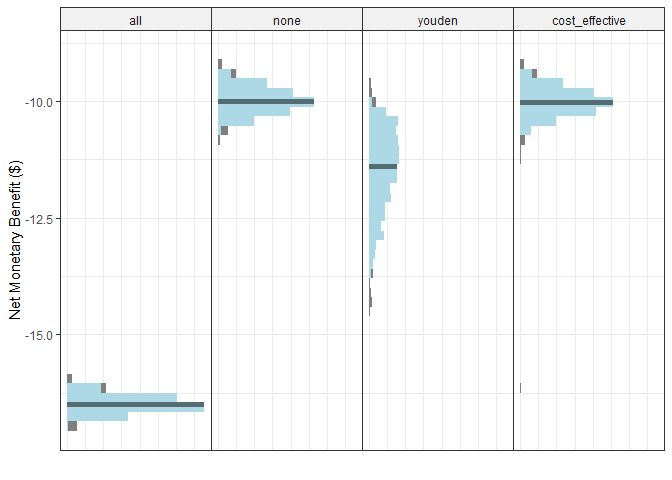 all
none
youden
cost_effective
Net Monetary Benefit ($)
-10.0
-12.5
-15.0